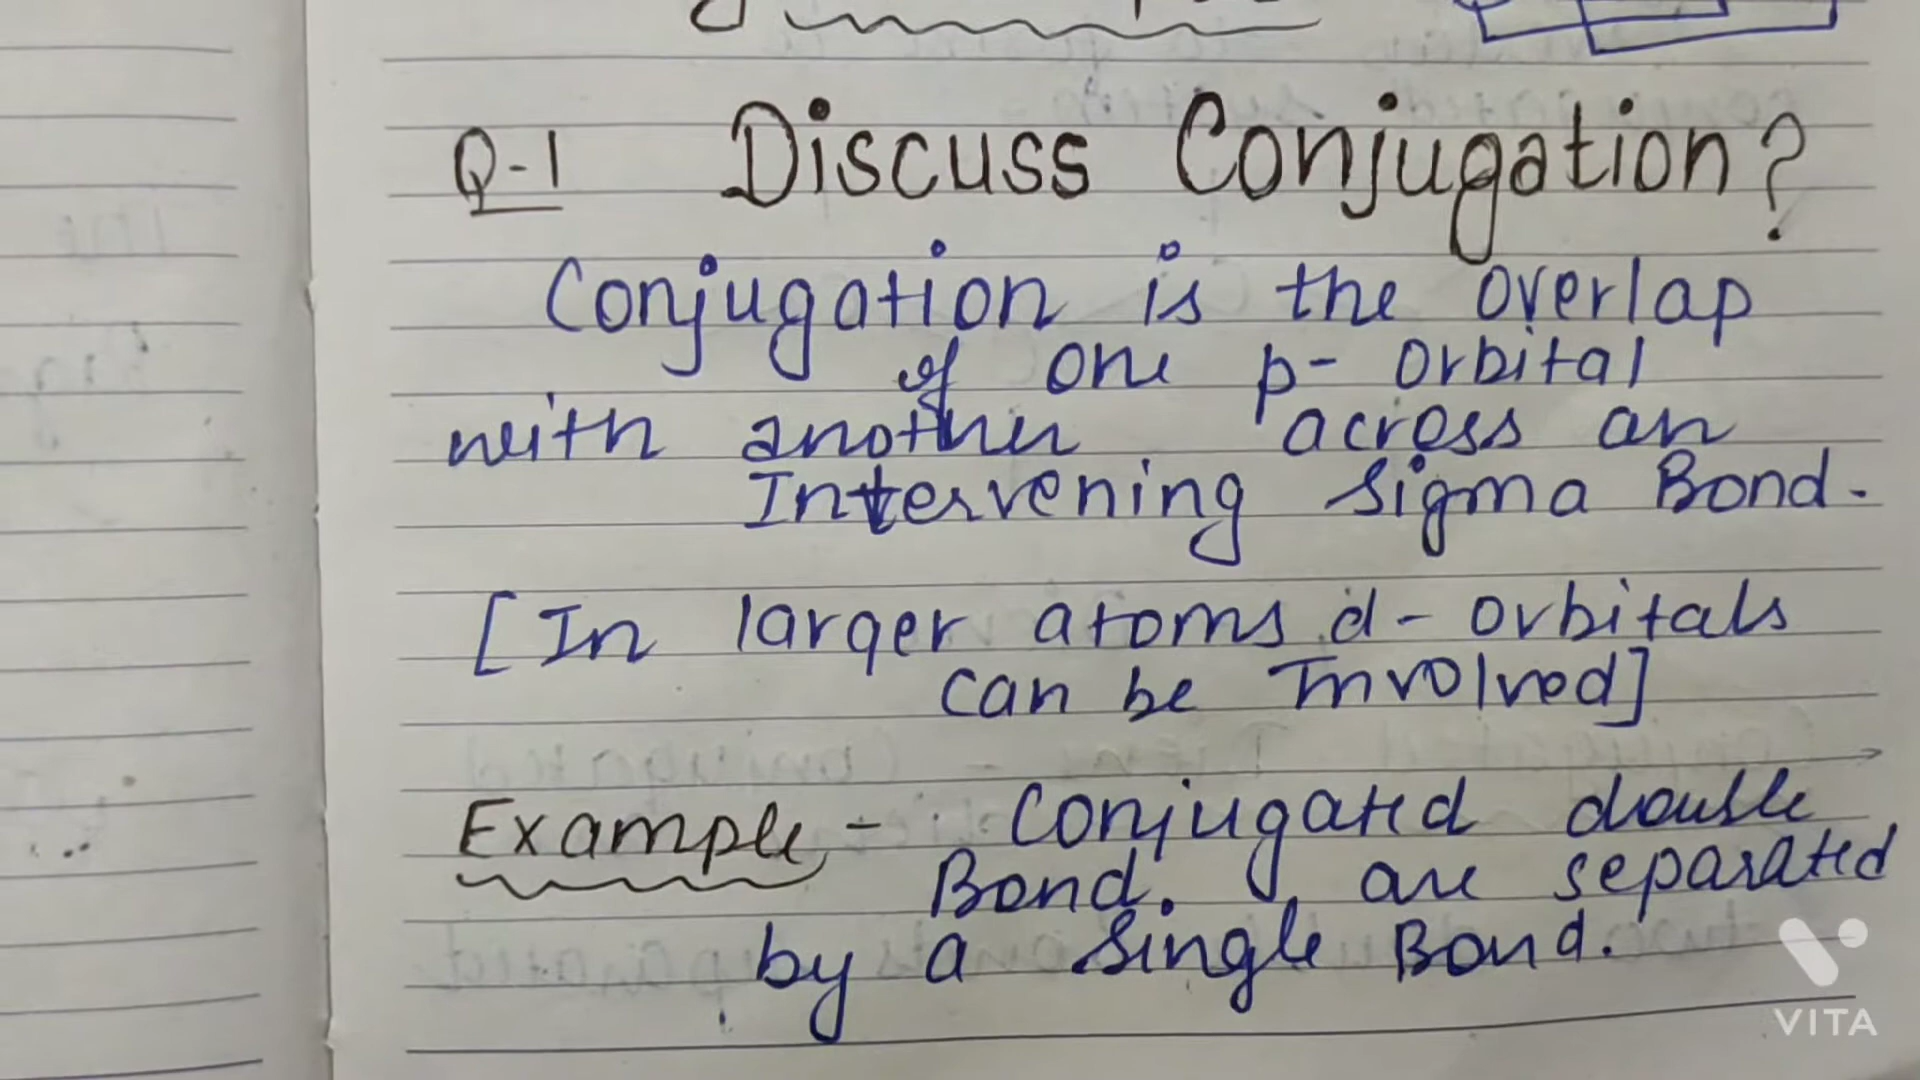 Q-1 Discuss Conjugation?
Conjugation is the overlap
of one p- orbital
with another across an
Intervening Sigma Bond.
[In larger atoms d- orbitals
can be Involved]
Example - Conjugated double
Bond. are separated
by a Single Bond.
VITA